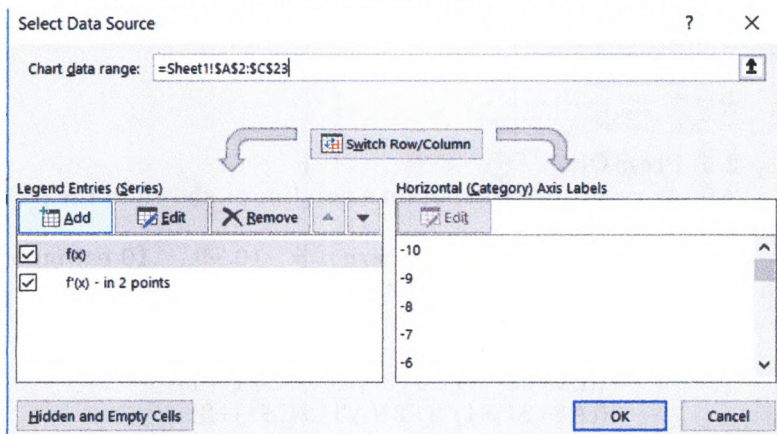 Select Data Source
? X
Chart data range: =Sheet1!$A$2:$C$23
Switch Row/Column
Legend Entries (Series)
Add Edit Remove
f(x)
f'(x) - in 2 points
Horizontal (Category) Axis Labels
Edit
-10
-9
-8
-7
-6
Hidden and Empty Cells
OK Cancel